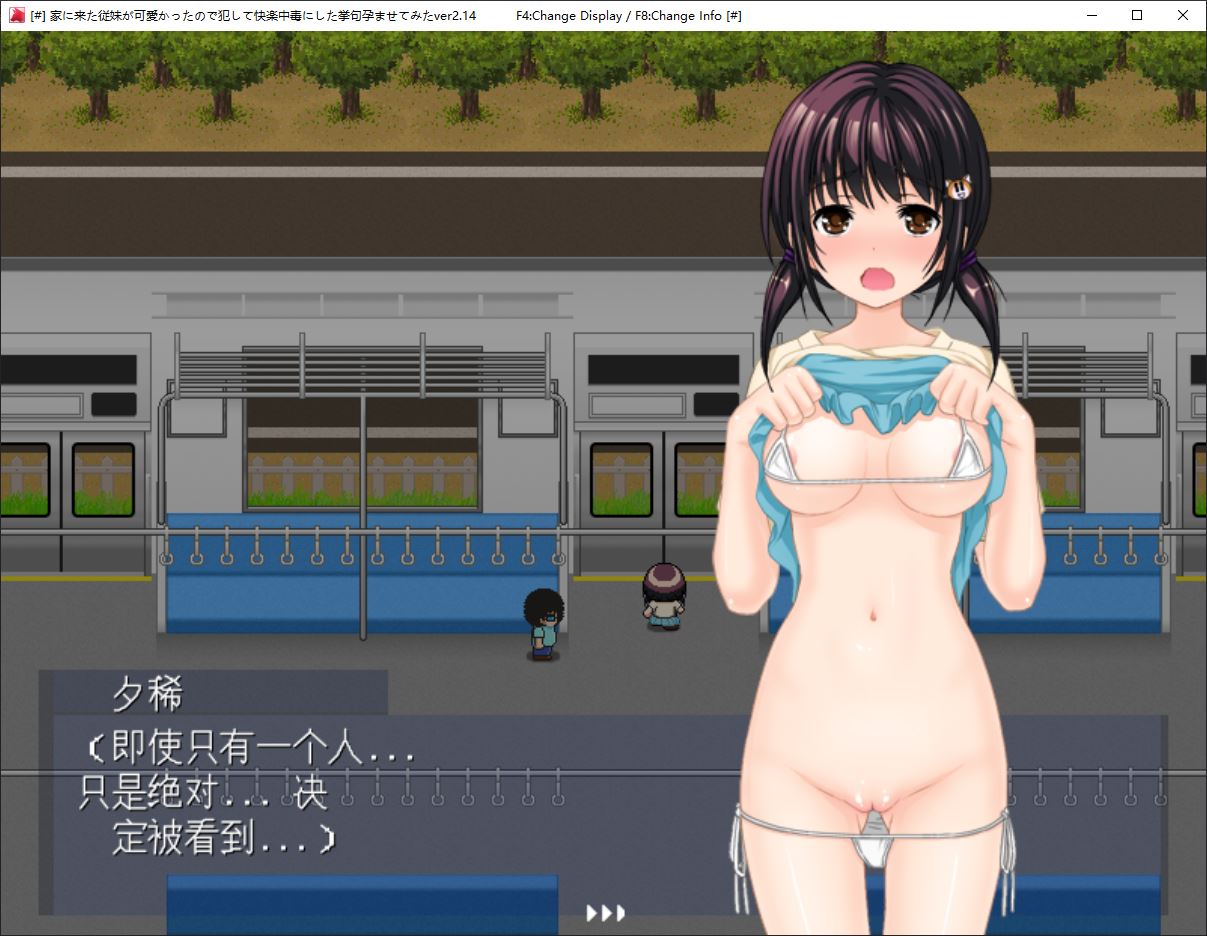 [#] 家に来た従妹が可愛かったので犯して快楽中毒にした挙句孕ませてみたver2.14 F4:Change Display / F8:Change Info [#]
夕稀
（即使只有一个人...
只是绝对... 决
定被看到...）